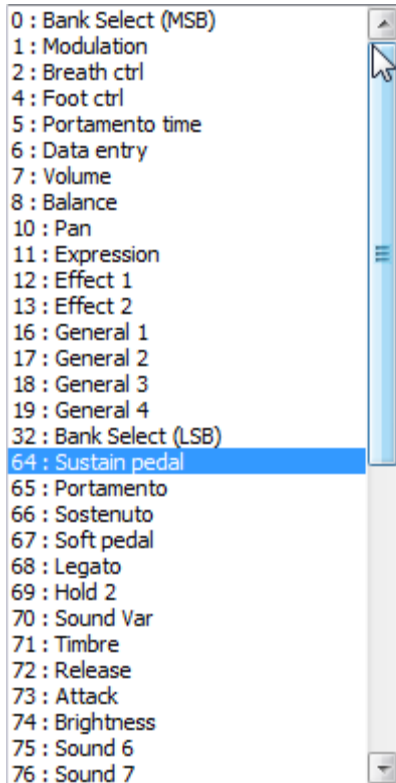 0 : Bank Select (MSB)
1 : Modulation
2 : Breath ctrl
4 : Foot ctrl
5 : Portamento time
6 : Data entry
7 : Volume
8 : Balance
10 : Pan
11 : Expression
12 : Effect 1
13 : Effect 2
16 : General 1
17 : General 2
18 : General 3
19 : General 4
32 : Bank Select (LSB)
64 : Sustain pedal
65 : Portamento
66 : Sostenuto
67 : Soft pedal
68 : Legato
69 : Hold 2
70 : Sound Var
71 : Timbre
72 : Release
73 : Attack
74 : Brightness
75 : Sound 6
76 : Sound 7